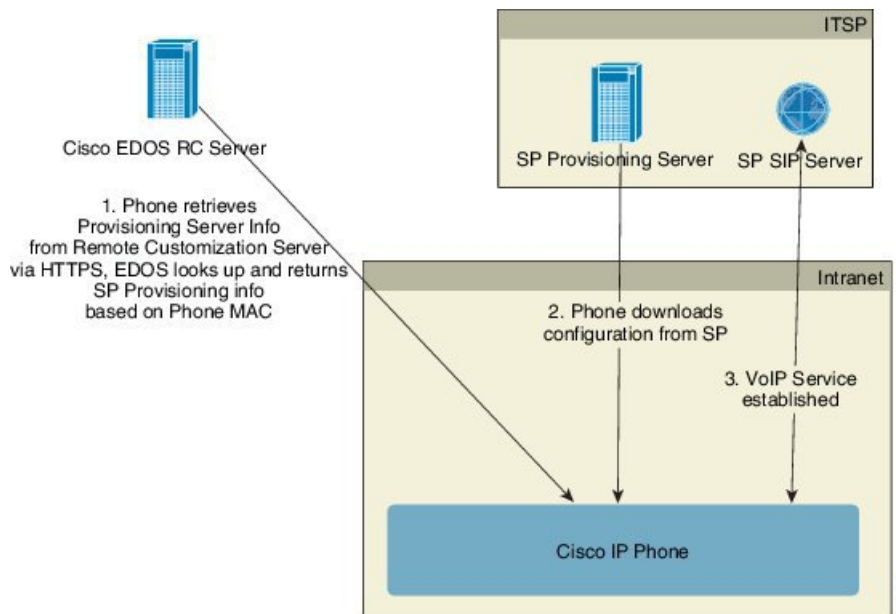 ITSP
Cisco EDOS RC Server
SP Provisioning Server
SP SIP Server
1. Phone retrieves
Provisioning Server Info
from Remote Customization Server
via HTTPS, EDOS looks up and returns
SP Provisioning info
based on Phone MAC
Intranet
2. Phone downloads
configuration from SP
3. VoIP Service
established
Cisco IP Phone